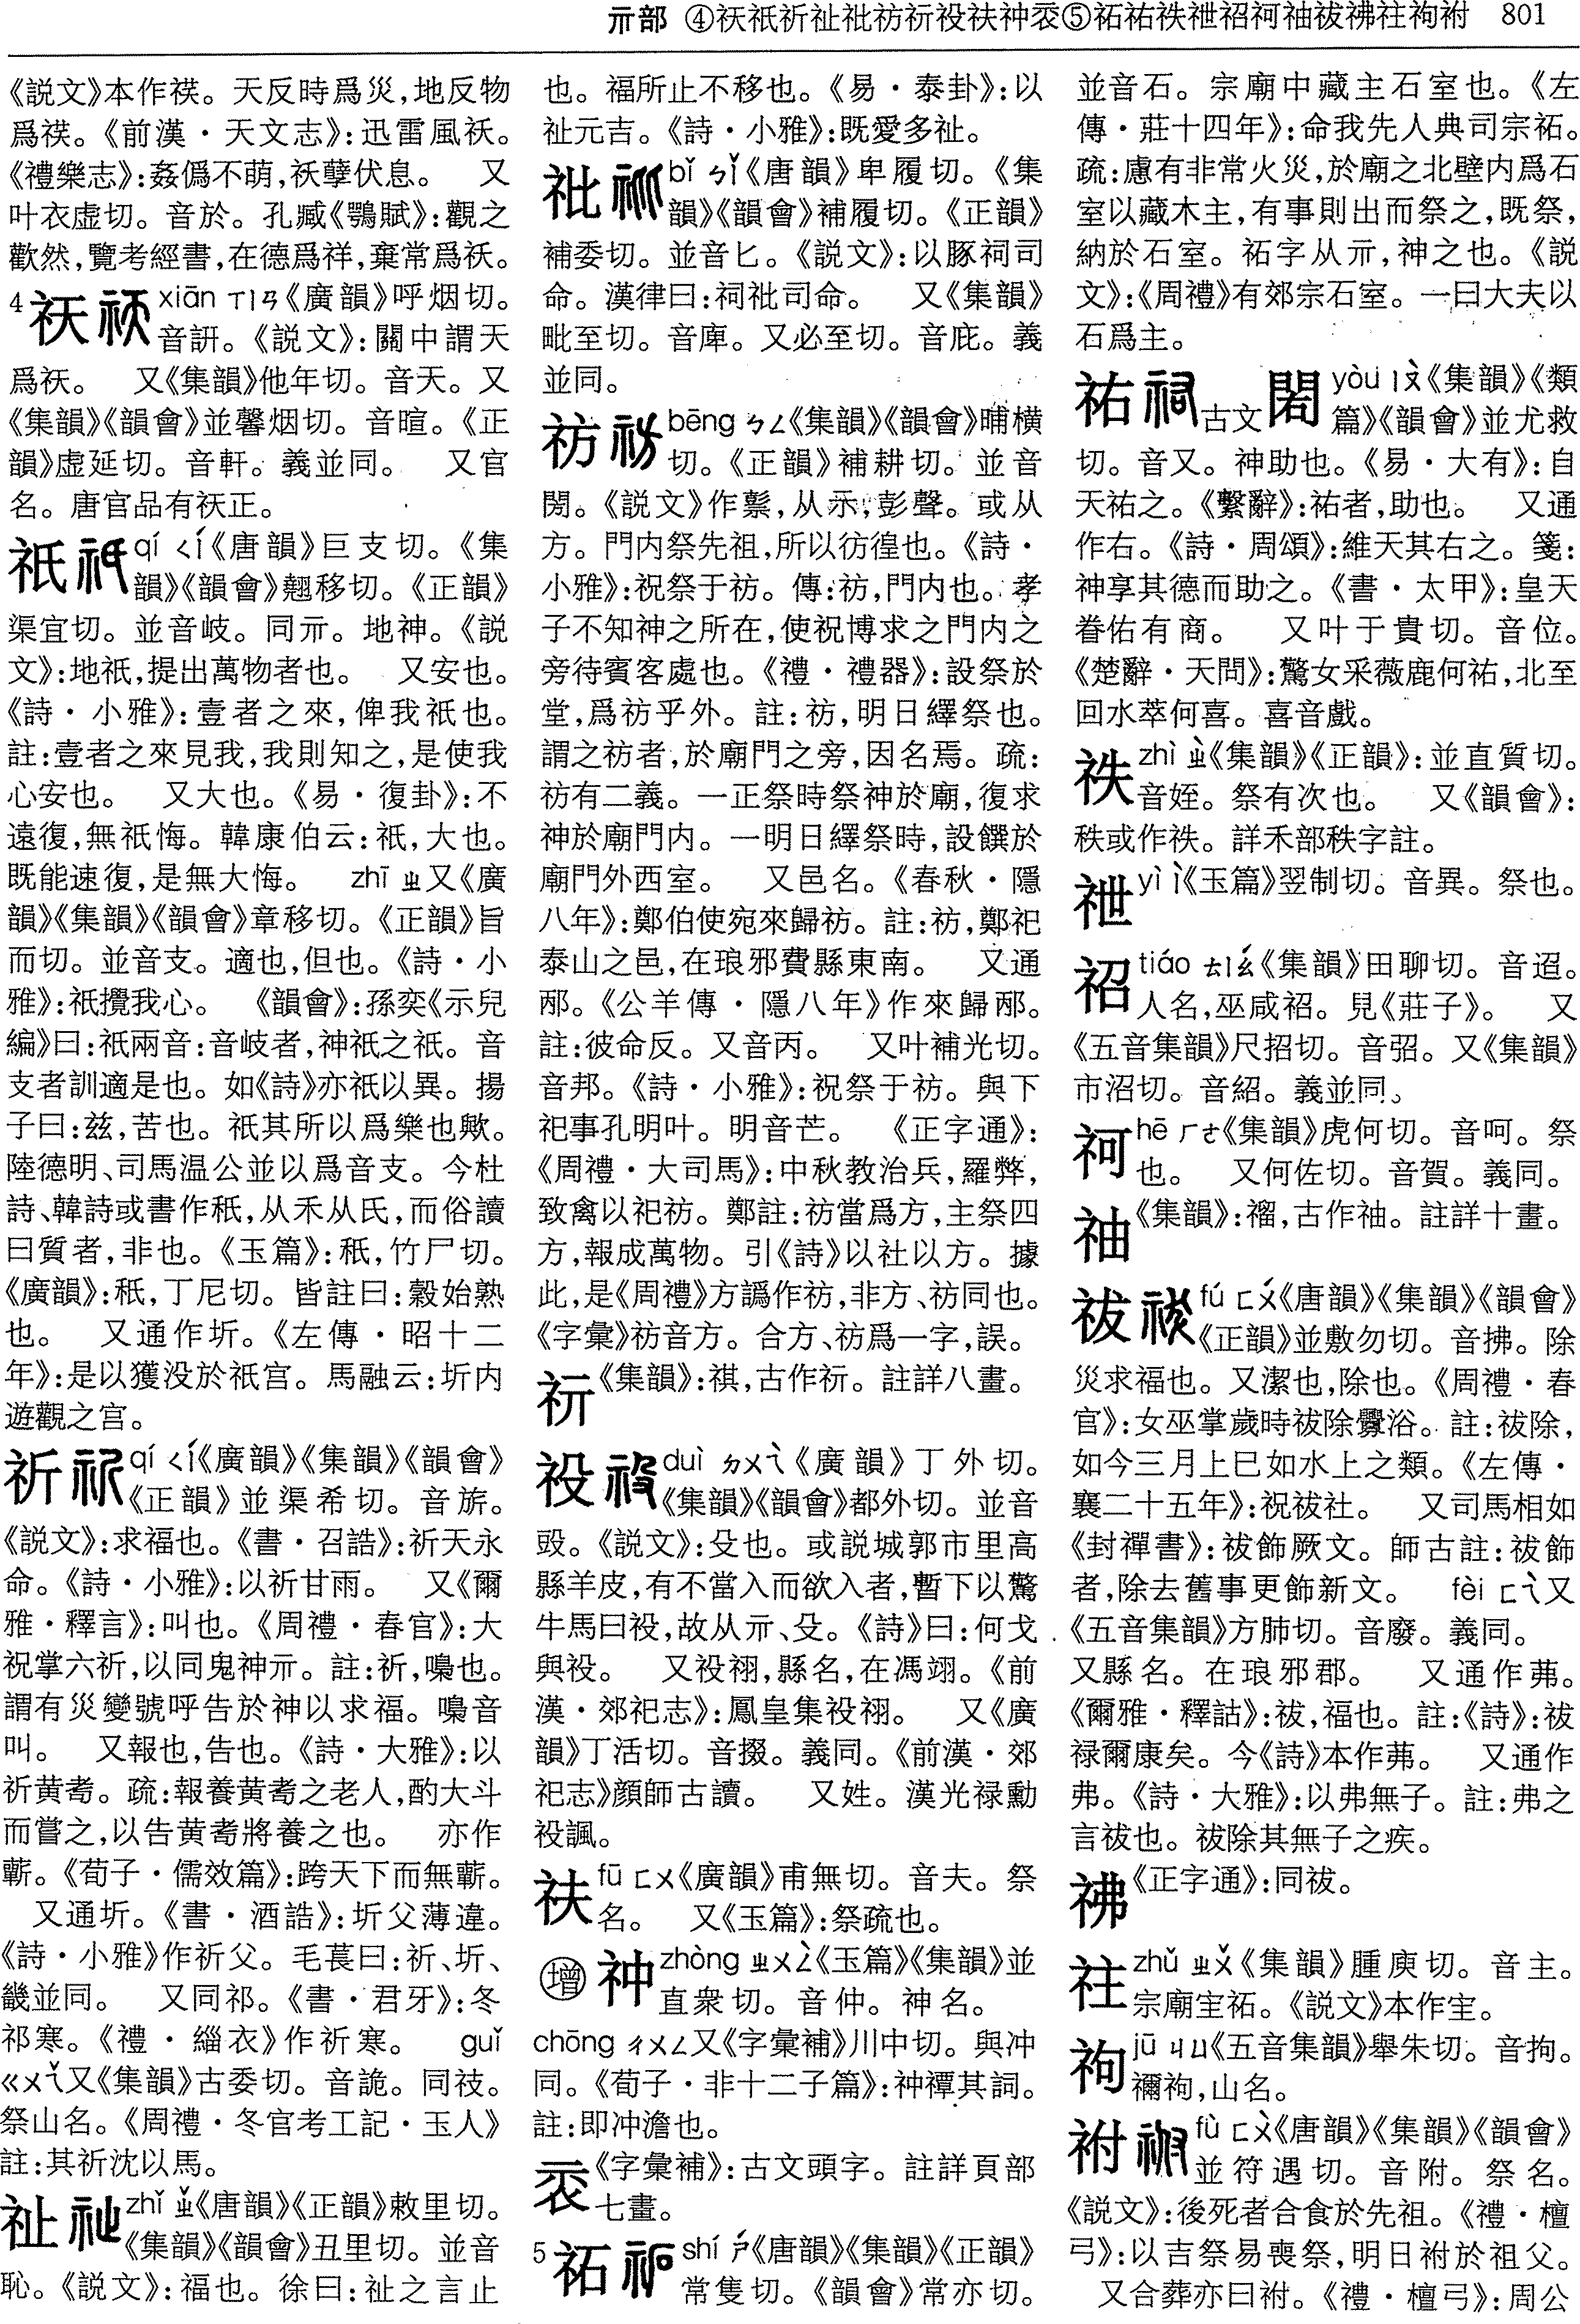 示部 ④祆祇祈祉䃾祊祈祋衭神䘮⑤祏祐祑祂祒祠袖祓祓祔祩祔 801
《説文》本作䄏。天反時爲災,地反物
爲䄏。《前漢·天文志》:迅雷風祅。
《禮樂志》:姦僞不萌,祅孽伏息。 又
叶衣虚切。音於。孔臧《鴞賦》:觀之
歡然,覽考經書,在德爲祥,棄常爲祅。
4 祆 xiān ㄒㄧㄢ《廣韻》呼烟切。
音訮。《説文》:關中謂天
爲祆。 又《集韻》他年切。音天。又
《集韻》《韻會》並馨烟切。音暄。《正
韻》虚延切。音軒。義並同。 又官
名。唐官品有祆正。
祇 qí ㄑㄧˊ《唐韻》巨支切。《集
韻》《韻會》翹移切。《正韻》
渠宜切。並音岐。同示。地神。《説
文》:地祇,提出萬物者也。 又安也。
《詩·小雅》:壹者之來,俾我祇也。
註:壹者之來見我,我則知之,是使我
心安也。 又大也。《易·復卦》:不
遠復,無祇悔。韓康伯云:祇,大也。
既能速復,是無大悔。 zhī ㄓ又《廣
韻》《集韻》《韻會》章移切。《正韻》旨
而切。並音支。適也,但也。《詩·小
雅》:祇攪我心。 《韻會》:孫奕《示兒
編》曰:祇兩音:音岐者,神祇之祇。音
支者訓適是也。如《詩》亦祇以異。揚
子曰:兹,苦也。祇其所以爲樂也歟。
陸德明、司馬温公並以爲音支。今杜
詩、韓詩或書作秖,从禾从氏,而俗讀
曰質者,非也。《玉篇》:秖,竹尸切。
《廣韻》:秖,丁尼切。皆註曰:穀始熟
也。 又通作圻。《左傳·昭十二
年》:是以獲没於祇宫。馬融云:圻内
遊觀之宫。
祈 qí ㄑㄧˊ《廣韻》《集韻》《韻會》
《正韻》並渠希切。音旂。
《説文》:求福也。《書·召誥》:祈天永
命。《詩·小雅》:以祈甘雨。 又《爾
雅·釋言》:叫也。《周禮·春官》:大
祝掌六祈,以同鬼神示。註:祈,嘄也。
謂有災變號呼告於神以求福。嘄音
叫。 又報也,告也。《詩·大雅》:以
祈黄耇。疏:報養黄耇之老人,酌大斗
而嘗之,以告黄耇將養之也。 亦作
蘄。《荀子·儒效篇》:跨天下而無蘄。
又通圻。《書·酒誥》:圻父薄違。
《詩·小雅》作祈父。毛萇曰:祈、圻、
畿並同。 又同祁。《書·君牙》:冬
祁寒。《禮·緇衣》作祈寒。 guǐ
ㄍㄨㄟˇ又《集韻》古委切。音詭。同攱。
祭山名。《周禮·冬官考工記·玉人》
註:其祈沈以馬。
祉 zhǐ ㄓˇ《唐韻》《正韻》敕里切。
《集韻》《韻會》丑里切。並音
恥。《説文》:福也。徐曰:祉之言止
也。福所止不移也。《易·泰卦》:以
祉元吉。《詩·小雅》:既愛多祉。
䃾 bǐ ㄅㄧˇ《唐韻》卑履切。《集
韻》《韻會》補履切。《正韻》
補委切。並音匕。《説文》:以豚祠司
命。漢律曰:祠䃾司命。 又《集韻》
毗至切。音庳。又必至切。音庇。義
並同。
祊 bēng ㄅㄥ《集韻》《韻會》晡横
切。《正韻》補耕切。並音
閍。《説文》作䵻,从示,彭聲。或从
方。門内祭先祖,所以彷徨也。《詩·
小雅》:祝祭于祊。傳:祊,門内也。孝
子不知神之所在,使祝博求之門内之
旁待賓客處也。《禮·禮器》:設祭於
堂,爲祊乎外。註:祊,明日繹祭也。
謂之祊者,於廟門之旁,因名焉。疏:
祊有二義。一正祭時祭神於廟,復求
神於廟門内。一明日繹祭時,設饌於
廟門外西室。 又邑名。《春秋·隱
八年》:鄭伯使宛來歸祊。註:祊,鄭祀
泰山之邑,在琅邪費縣東南。 又通
邴。《公羊傳·隱八年》作來歸邴。
註:彼命反。又音丙。 又叶補光切。
音邦。《詩·小雅》:祝祭于祊。與下
祀事孔明叶。明音芒。 《正字通》:
《周禮·大司馬》:中秋教治兵,羅弊,
致禽以祀祊。鄭註:祊當爲方,主祭四
方,報成萬物。引《詩》以社以方。據
此,是《周禮》方譌作祊,非方、祊同也。
《字彙》祊音方。合方、祊爲一字,誤。
《集韻》:祺,古作䄎。註詳八畫。
祋 duì ㄉㄨㄟˋ《廣韻》丁外切。
《集韻》《韻會》都外切。並音
㱼。《説文》:殳也。或説城郭市里高
縣羊皮,有不當入而欲入者,暫下以驚
牛馬曰祋,故从示、殳。《詩》曰:何戈
與祋。 又祋祤,縣名,在馮翊。《前
漢·郊祀志》:鳳皇集祋祤。 又《廣
韻》丁活切。音掇。義同。《前漢·郊
祀志》顔師古讀。 又姓。漢光禄勳
祋諷。
衭 fū ㄈㄨ《廣韻》甫無切。音夫。祭
名。 又《玉篇》:祭疏也。
增 神 zhòng ㄓㄨㄥˋ《玉篇》《集韻》並
直衆切。音仲。神名。
chōng ㄔㄨㄥ又《字彙補》川中切。與冲
同。《荀子·非十二子篇》:神禫其詞。
註:即冲澹也。
《字彙補》:古文頭字。註詳頁部
七畫。
5 祏 shí ㄕˊ《唐韻》《集韻》《正韻》
常隻切。《韻會》常亦切。
並音石。宗廟中藏主石室也。《左
傳·莊十四年》:命我先人典司宗祏。
疏:慮有非常火災,於廟之北壁内爲石
室以藏木主,有事則出而祭之,既祭,
納於石室。祏字从示,神之也。《説
文》:《周禮》有郊宗石室。一曰大夫以
石爲主。
祐 古文 閎 yòu ㄧㄡˋ《集韻》《類
篇》《韻會》並尤救
切。音又。神助也。《易·大有》:自
天祐之。《繫辭》:祐者,助也。 又通
作右。《詩·周頌》:維天其右之。箋:
神享其德而助之。《書·太甲》:皇天
眷佑有商。 又叶于貴切。音位。
《楚辭·天問》:驚女采薇鹿何祐,北至
回水萃何喜。喜音戲。
祑 zhì ㄓˋ《集韻》《正韻》:並直質切。
音姪。祭有次也。 又《韻會》:
秩或作祑。詳禾部秩字註。
䄁 yì ㄧˋ《玉篇》翌制切。音異。祭也。
祒 tiáo ㄊㄧㄠˊ《集韻》田聊切。音迢。
人名,巫咸祒。見《莊子》。 又
《五音集韻》尺招切。音弨。又《集韻》
市沼切。音紹。義並同。
hē ㄏㄜ《集韻》虎何切。音呵。祭
也。 又何佐切。音賀。義同。
《集韻》:䄂,古作䄂。註詳十畫。
祓 fú ㄈㄨˊ《唐韻》《集韻》《韻會》
《正韻》並敷勿切。音拂。除
災求福也。又潔也,除也。《周禮·春
官》:女巫掌歲時祓除釁浴。註:祓除,
如今三月上巳如水上之類。《左傳·
襄二十五年》:祝祓社。 又司馬相如
《封禪書》:祓飾厥文。師古註:祓飾
者,除去舊事更飾新文。 fèi ㄈㄟˋ又
《五音集韻》方肺切。音廢。義同。
又縣名。在琅邪郡。 又通作茀。
《爾雅·釋詁》:祓,福也。註:《詩》:祓
禄爾康矣。今《詩》本作茀。 又通作
弗。《詩·大雅》:以弗無子。註:弗之
言祓也。祓除其無子之疾。
《正字通》:同祓。
zhǔ ㄓㄨˇ《集韻》腫庾切。音主。
宗廟宔祏。《説文》本作宔。
jū ㄐㄩ《五音集韻》舉朱切。音拘。
禰袧,山名。
祔 fù ㄈㄨˋ《唐韻》《集韻》《韻會》
並符遇切。音附。祭名。
《説文》:後死者合食於先祖。《禮·檀
弓》:以吉祭易喪祭,明日祔於祖父。
又合葬亦曰祔。《禮·檀弓》:周公